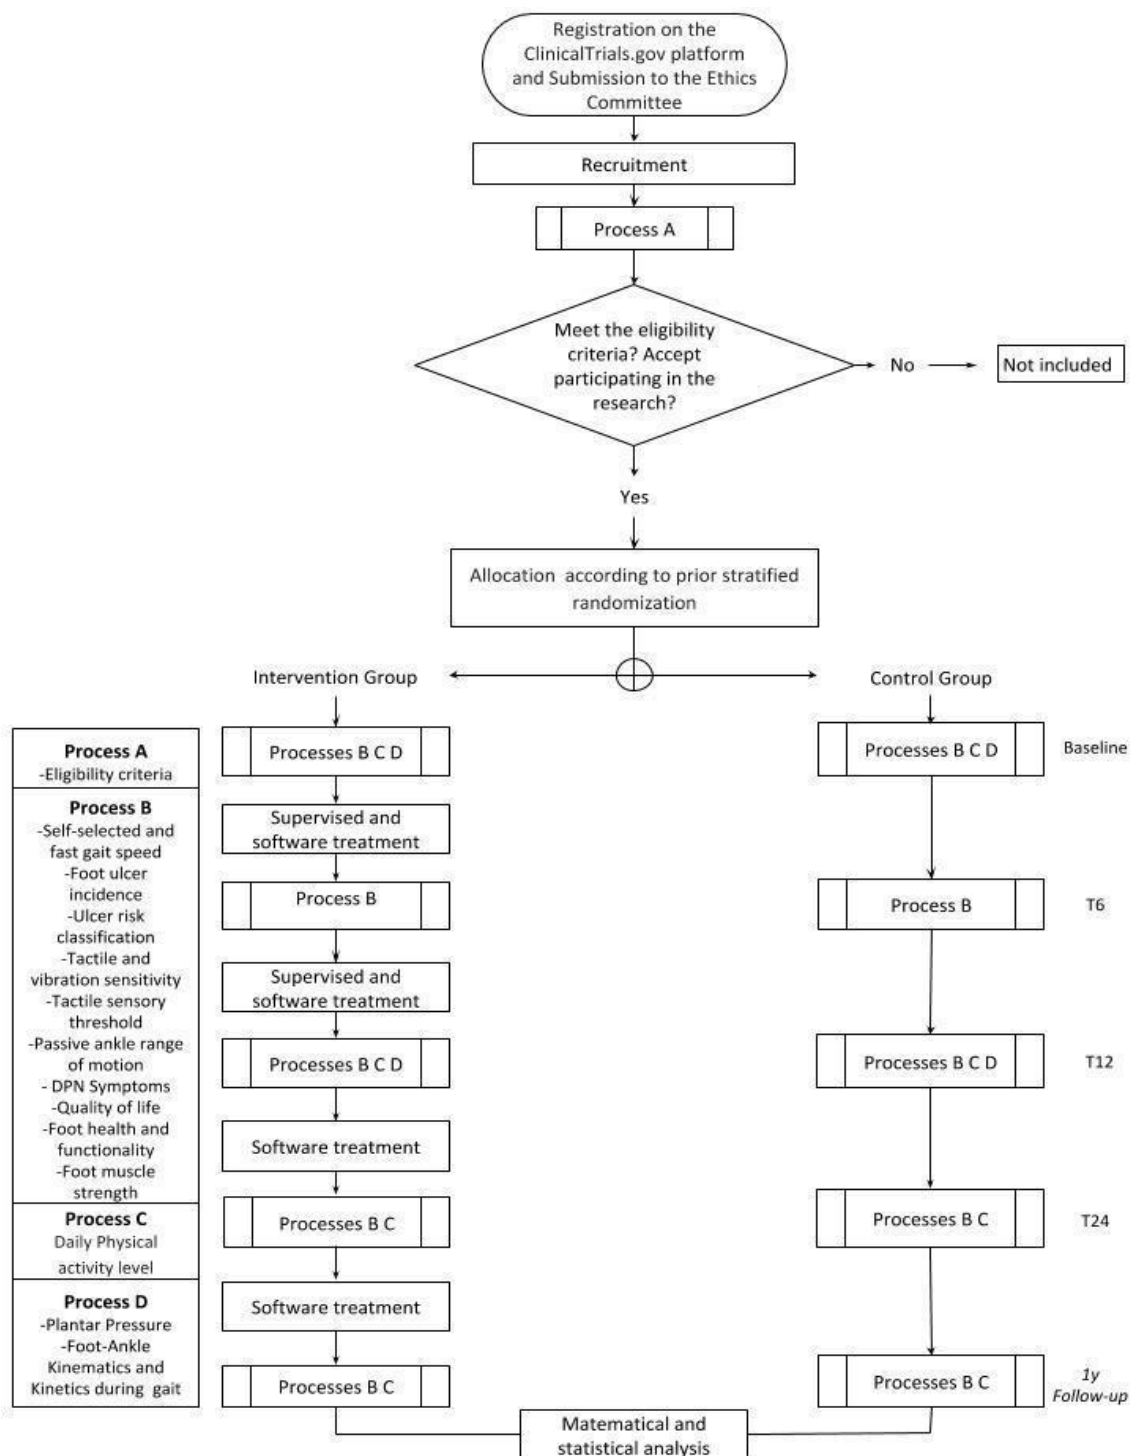 Registration on the
ClinicalTrials.gov platform
and Submission to the Ethics
Committee
Recruitment
Process A
Meet the eligibility
criteria? Accept
participating in the
research?
No
Not included
Yes
Allocation according to prior stratified
randomization
Intervention Group
Control Group
Process A
-Eligibility criteria
Process B
-Self-selected and
fast gait speed
-Foot ulcer
incidence
-Ulcer risk
classification
-Tactile and
vibration sensitivity
-Tactile sensory
threshold
-Passive ankle range
of motion
- DPN Symptoms
-Quality of life
-Foot health and
functionality
-Foot muscle
strength
Process C
Daily Physical
activity level
Process D
-Plantar Pressure
-Foot-Ankle
Kinematics and
Kinetics during gait
Processes B C D
Supervised and
software treatment
Process B
Supervised and
software treatment
Processes B C D
Software treatment
Processes B C
Software treatment
Processes B C
Processes B C D
Baseline
Process B
T6
Processes B C D
T12
Processes B C
T24
Processes B C
1y
Follow-up
Matematical and
statistical analysis